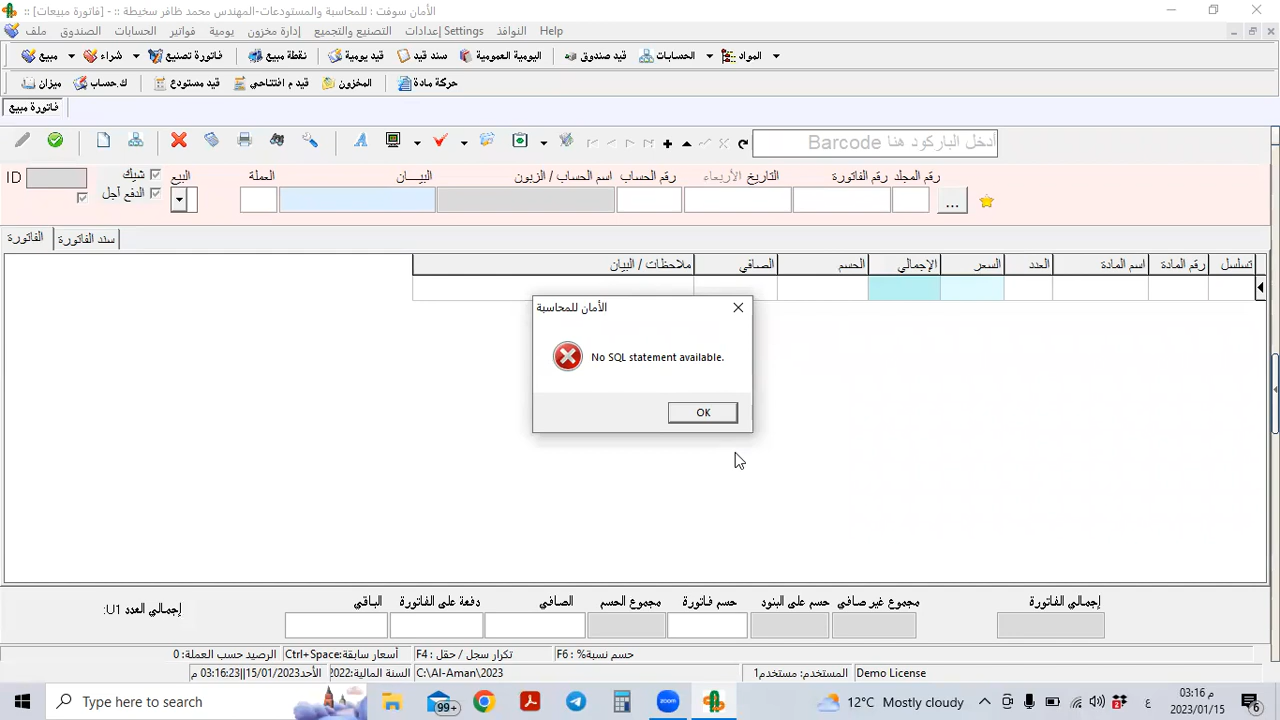 الأمان سوفت : للمحاسبة والمستودعات-المهندس محمد ظافر سخيطة :: - [فاتورة مبيعات] ::
ملف الصندوق الحسابات فواتير يومية إدارة مخزون التصنيع والتجميع إعدادات Settings النوافذ Help
مبيع شراء فاتورة تصنيع نقطة مبيع قيد يومية سند قيد اليومية العمومية قيد صندوق الحسابات المواد
ميزان ك.حساب قيد مستودع قيد م افتتاحي المخزون حركة مادة
فاتورة مبيع
أدخل الباركود هنا Barcode
رقم المجلد رقم الفاتورة التاريخ الأربعاء رقم الحساب اسم الحساب / الزبون البيـــان العملة البيع شيك ID
الدفع آجل
...
الفاتورة سند الفاتورة
تسلسل رقم المادة اسم المادة العدد السعر الإجمالي الحسم الصافي ملاحظات / البيان
الأمان للمحاسبة
No SQL statement available.
OK
إجمالي الفاتورة مجموع غير صافي حسم على البنود حسم فاتورة مجموع الحسم الصافي دفعة على الفاتورة الباقي
إجمالي العدد U1:
الرصيد حسب العملة: 0 أسعار سابقة:Ctrl+Space تكرار سجل / حقل : F4 حسم نسبة% : F6
الأحد15/01/2023||03:16:23 م السنة المالية:2022 C:\Al-Aman\2023 المستخدم: مستخدم1 Demo License
Type here to search
99+
12°C Mostly cloudy
ع
03:16 م
2023/01/15
6